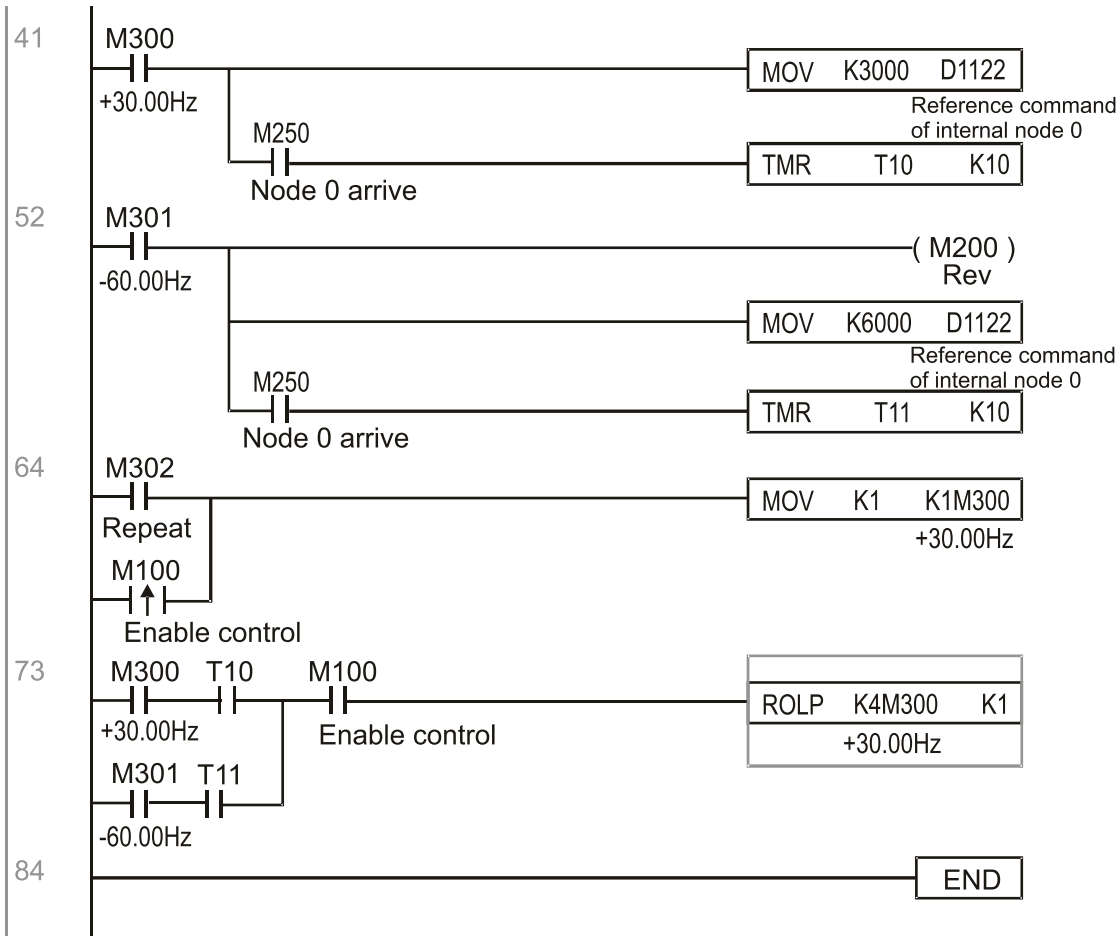 41
M300
+30.00Hz
MOV K3000 D1122
Reference command
of internal node 0
M250
Node 0 arrive
TMR T10 K10
52
M301
-60.00Hz
( M200 )
Rev
MOV K6000 D1122
Reference command
of internal node 0
M250
Node 0 arrive
TMR T11 K10
64
M302
Repeat
MOV K1 K1M300
+30.00Hz
M100
Enable control
73
M300 T10 M100
+30.00Hz
Enable control
ROLP K4M300 K1
+30.00Hz
M301 T11
-60.00Hz
84
END